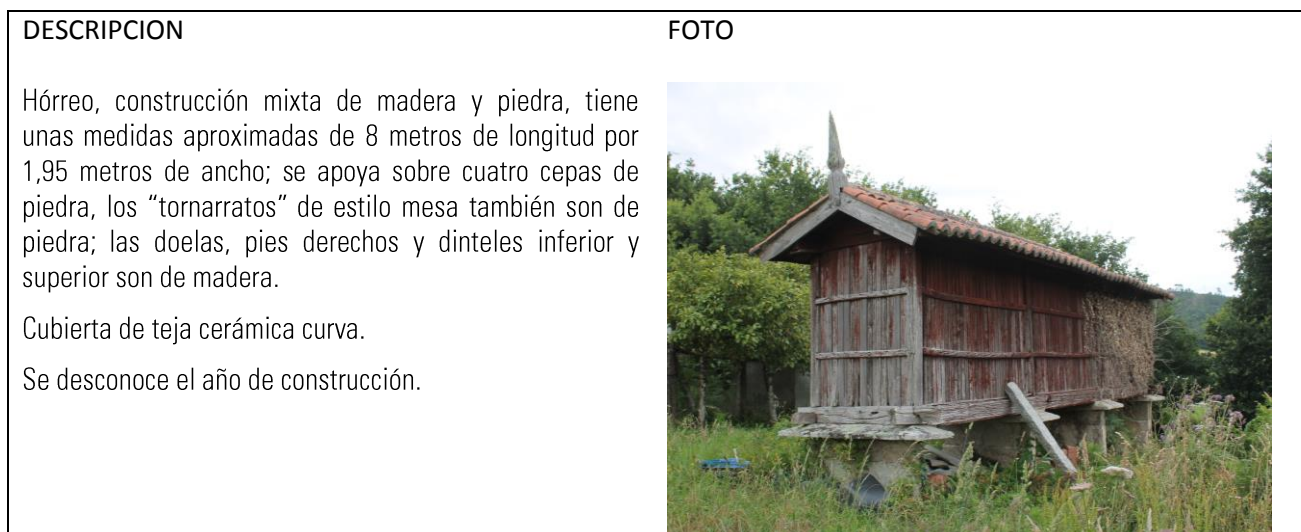 DESCRIPCION
FOTO
Hórreo, construcción mixta de madera y piedra, tiene
unas medidas aproximadas de 8 metros de longitud por
1,95 metros de ancho; se apoya sobre cuatro cepas de
piedra, los “tornarratos” de estilo mesa también son de
piedra; las doelas, pies derechos y dinteles inferior y
superior son de madera.
Cubierta de teja cerámica curva.
Se desconoce el año de construcción.